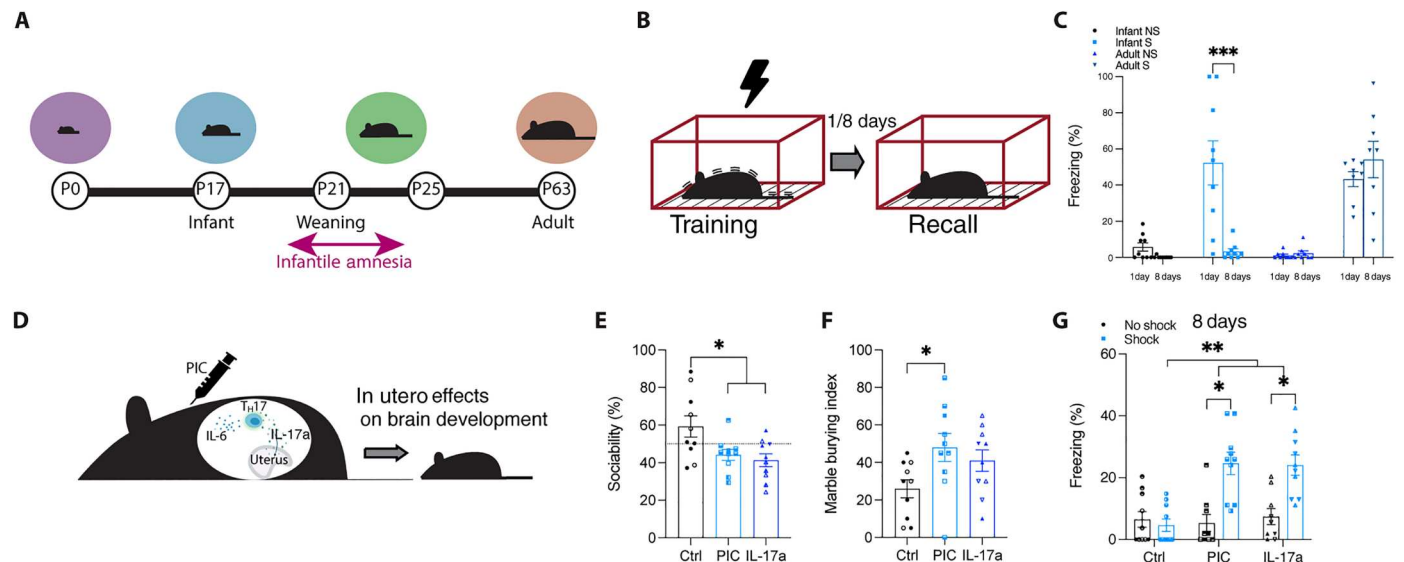 A
P0
P17
P21
P25
P63
Infant
Weaning
Adult
Infantile amnesia
B
1/8 days
Training
Recall
C
Infant NS
Infant S
Adult NS
Adult S
***
Freezing (%)
100
80
60
40
20
0
1day 8 days 1day 8 days 1day 8 days 1day 8 days
D
PIC
TH17
IL-6
IL-17a
Uterus
In utero effects
on brain development
E
*
Sociability (%)
100
80
60
40
20
0
Ctrl PIC IL-17a
F
*
Marble burying index
100
80
60
40
20
0
Ctrl PIC IL-17a
G
No shock
Shock
8 days
**
*
*
Freezing (%)
60
40
20
0
Ctrl PIC IL-17a